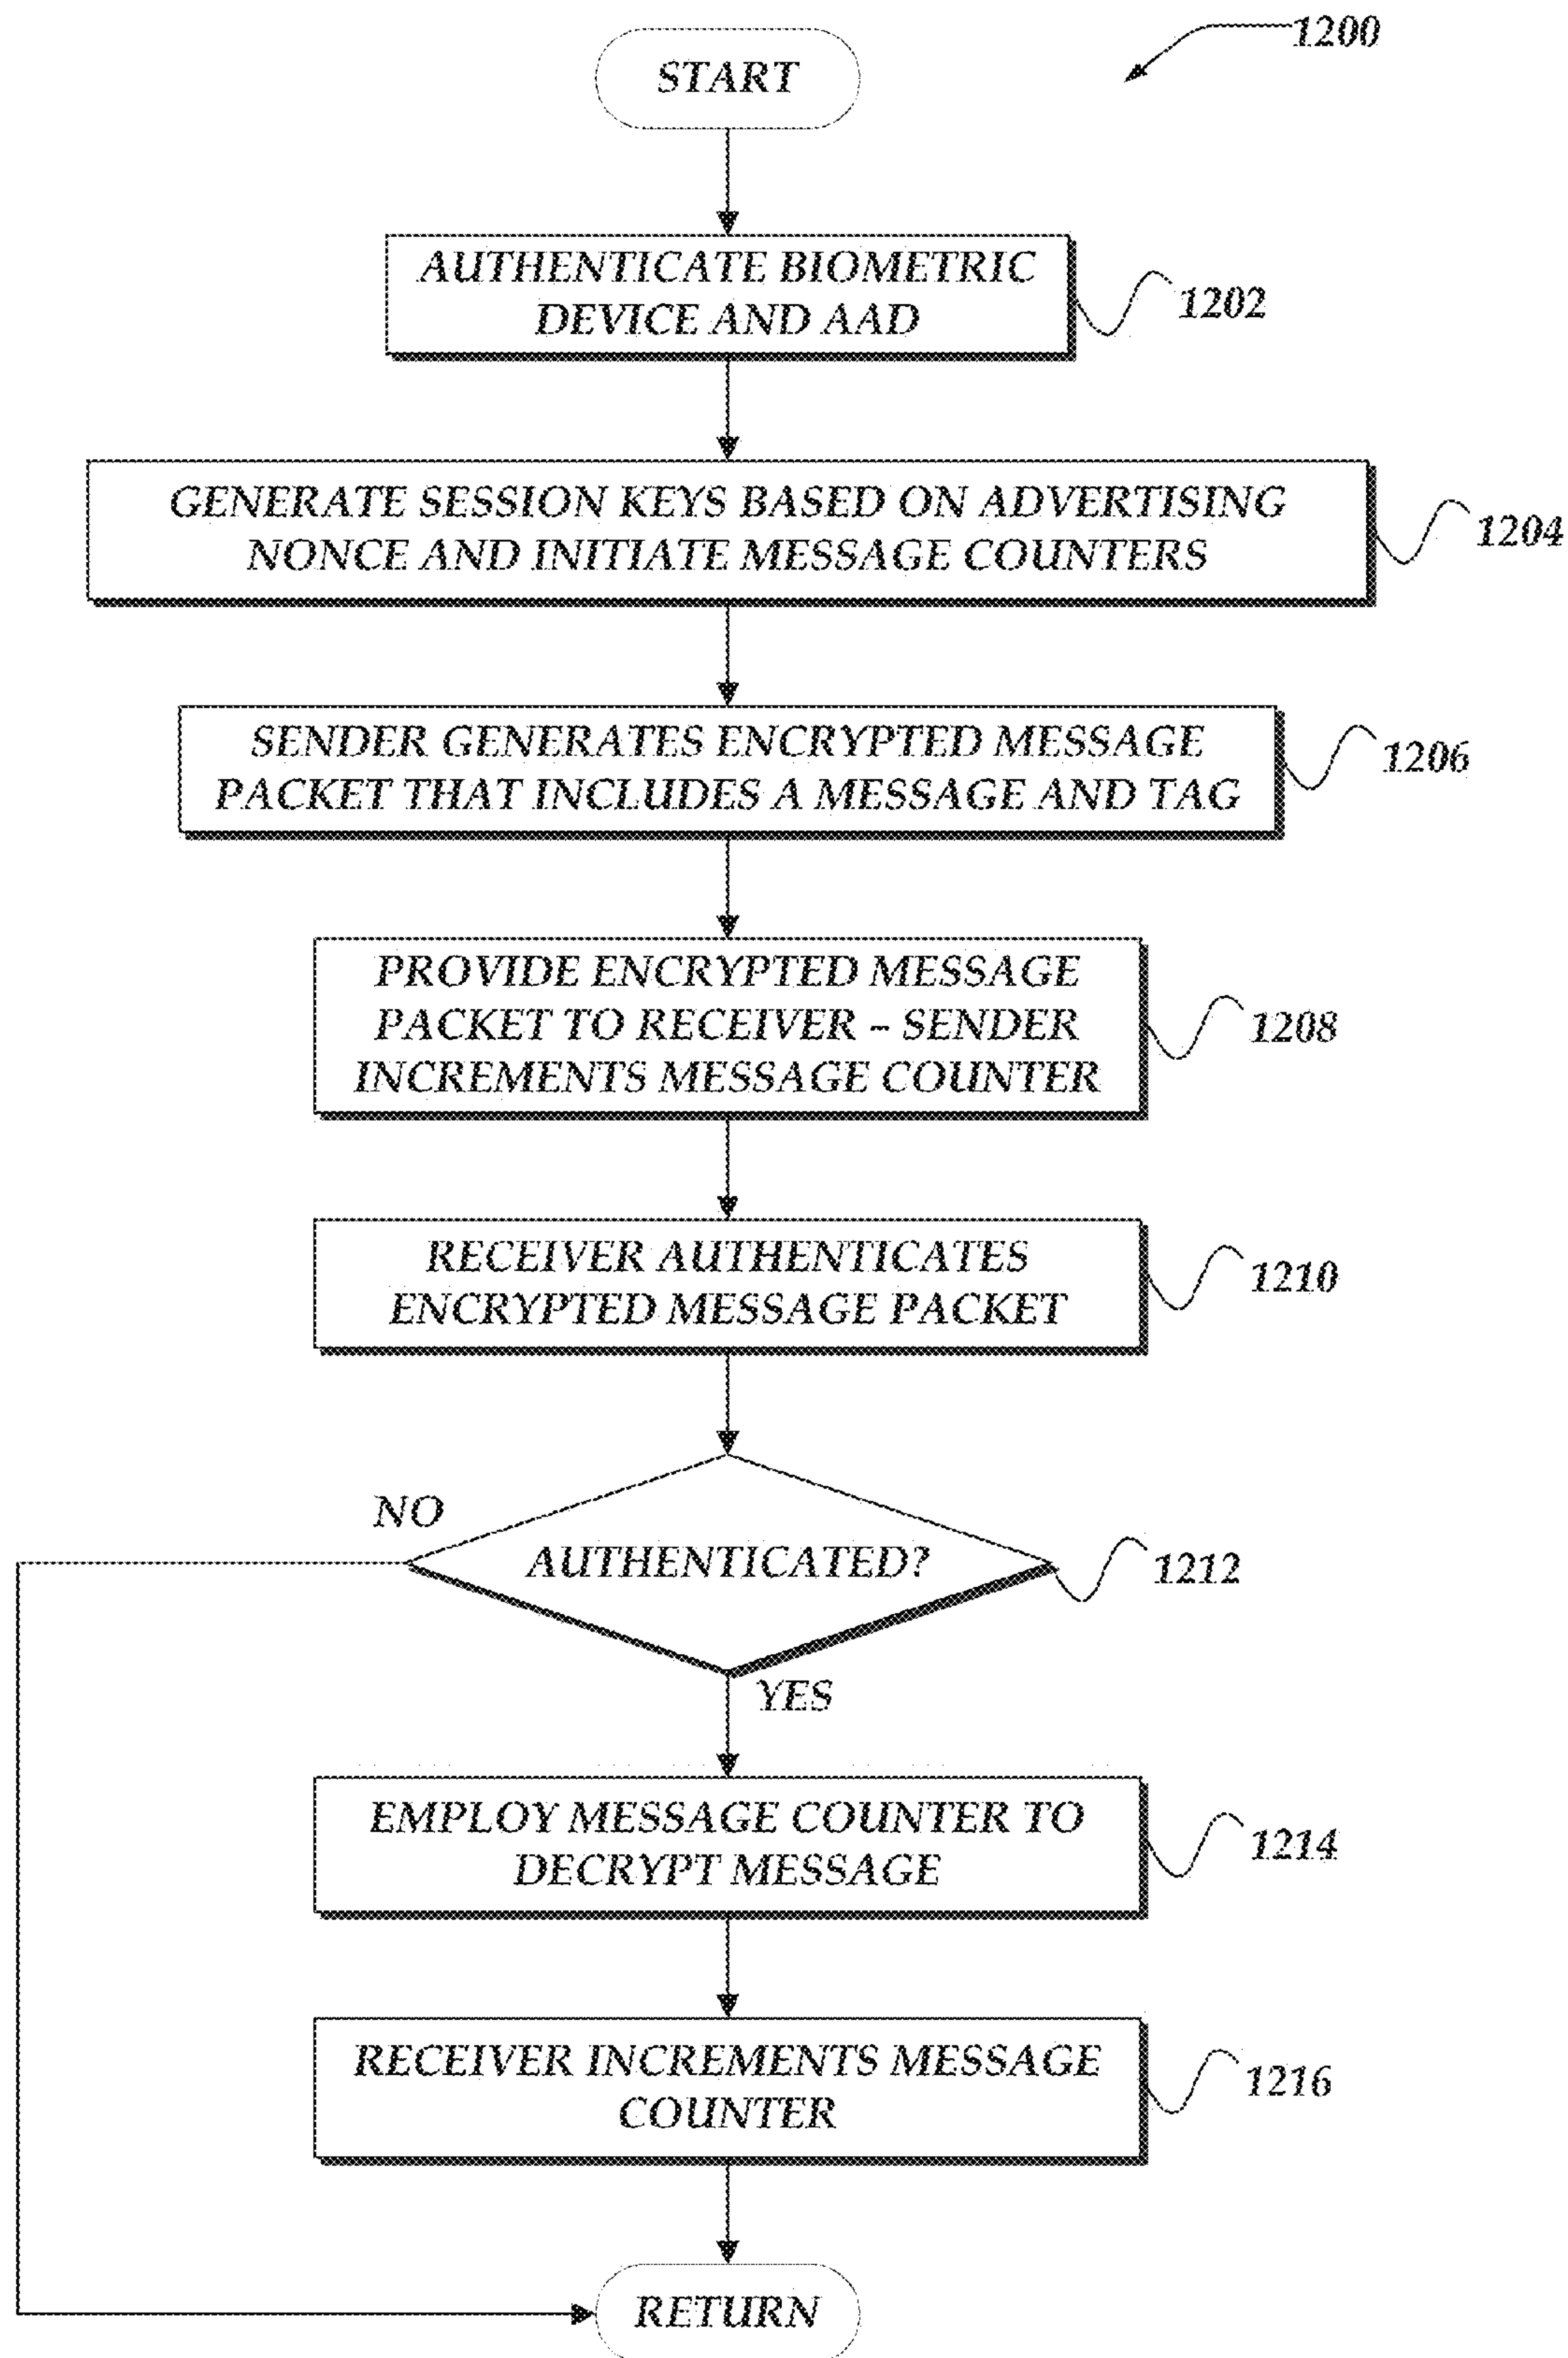 1200
START
AUTHENTICATE BIOMETRIC
DEVICE AND AAD
1202
GENERATE SESSION KEYS BASED ON ADVERTISING
NONCE AND INITIATE MESSAGE COUNTERS
1204
SENDER GENERATES ENCRYPTED MESSAGE
PACKET THAT INCLUDES A MESSAGE AND TAG
1206
PROVIDE ENCRYPTED MESSAGE
PACKET TO RECEIVER – SENDER
INCREMENTS MESSAGE COUNTER
1208
RECEIVER AUTHENTICATES
ENCRYPTED MESSAGE PACKET
1210
NO
AUTHENTICATED?
1212
YES
EMPLOY MESSAGE COUNTER TO
DECRYPT MESSAGE
1214
RECEIVER INCREMENTS MESSAGE
COUNTER
1216
RETURN